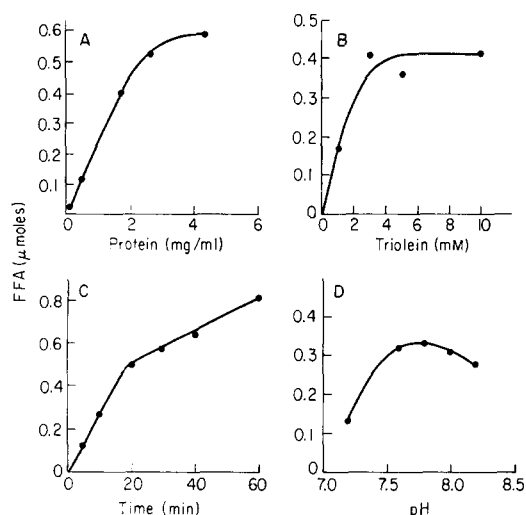 A
0.6
0.5
0.4
0.3
0.2
0.1
0 2 4 6
Protein (mg/ml)
B
0.5
0.4
0.3
0.2
0.1
0
0 2 4 6 8 10 12
Triolein (mM)
FFA (μmoles)
C
0.8
0.6
0.4
0.2
0
0 20 40 60
Time (min)
D
0.4
0.3
0.2
0.1
0
7.0 7.5 8.0 8.5
pH